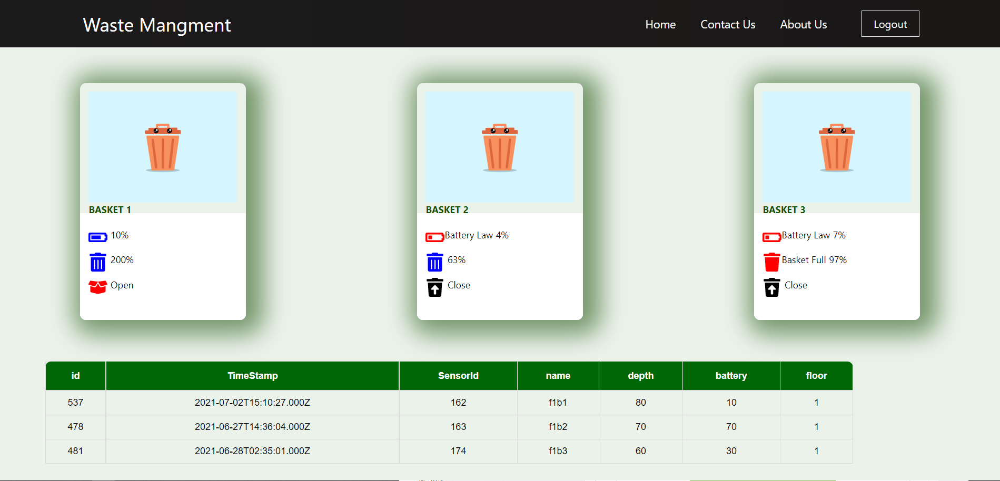 Waste Mangment Home Contact Us About Us Logout
BASKET 1
10%
200%
Open
BASKET 2
Battery Law 4%
63%
Close
BASKET 3
Battery Law 7%
Basket Full 97%
Close
id TimeStamp SensorId name depth battery floor
537 2021-07-02T15:10:27.000Z 162 f1b1 80 10 1
478 2021-06-27T14:36:04.000Z 163 f1b2 70 70 1
481 2021-06-28T02:35:01.000Z 174 f1b3 60 30 1